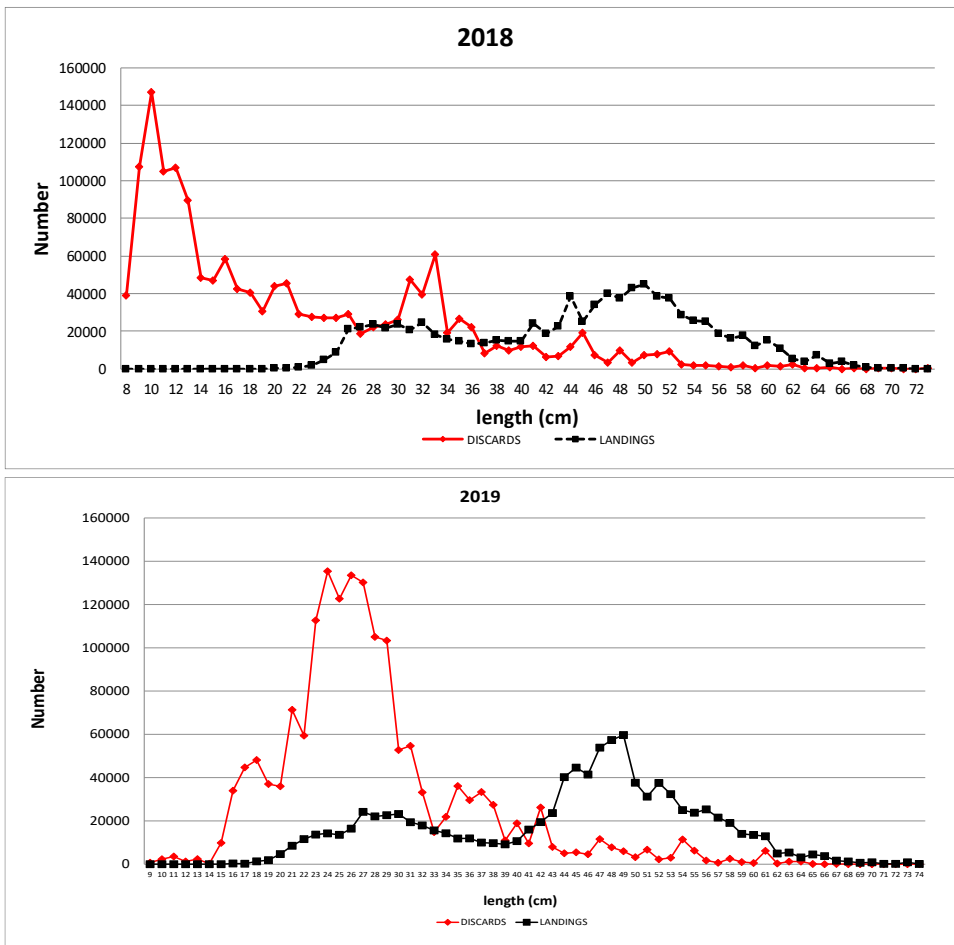 2018
160000
140000
120000
100000
80000
60000
40000
20000
0
Number
8 10 12 14 16 18 20 22 24 26 28 30 32 34 36 38 40 42 44 46 48 50 52 54 56 58 60 62 64 66 68 70 72
length (cm)
DISCARDS LANDINGS
2019
160000
140000
120000
100000
80000
60000
40000
20000
0
Number
9 10 11 12 13 14 15 16 17 18 19 20 21 22 23 24 25 26 27 28 29 30 31 32 33 34 35 36 37 38 39 40 41 42 43 44 45 46 47 48 49 50 51 52 53 54 55 56 57 58 59 60 61 62 63 64 65 66 67 68 69 70 71 72 73 74
length (cm)
DISCARDS LANDINGS